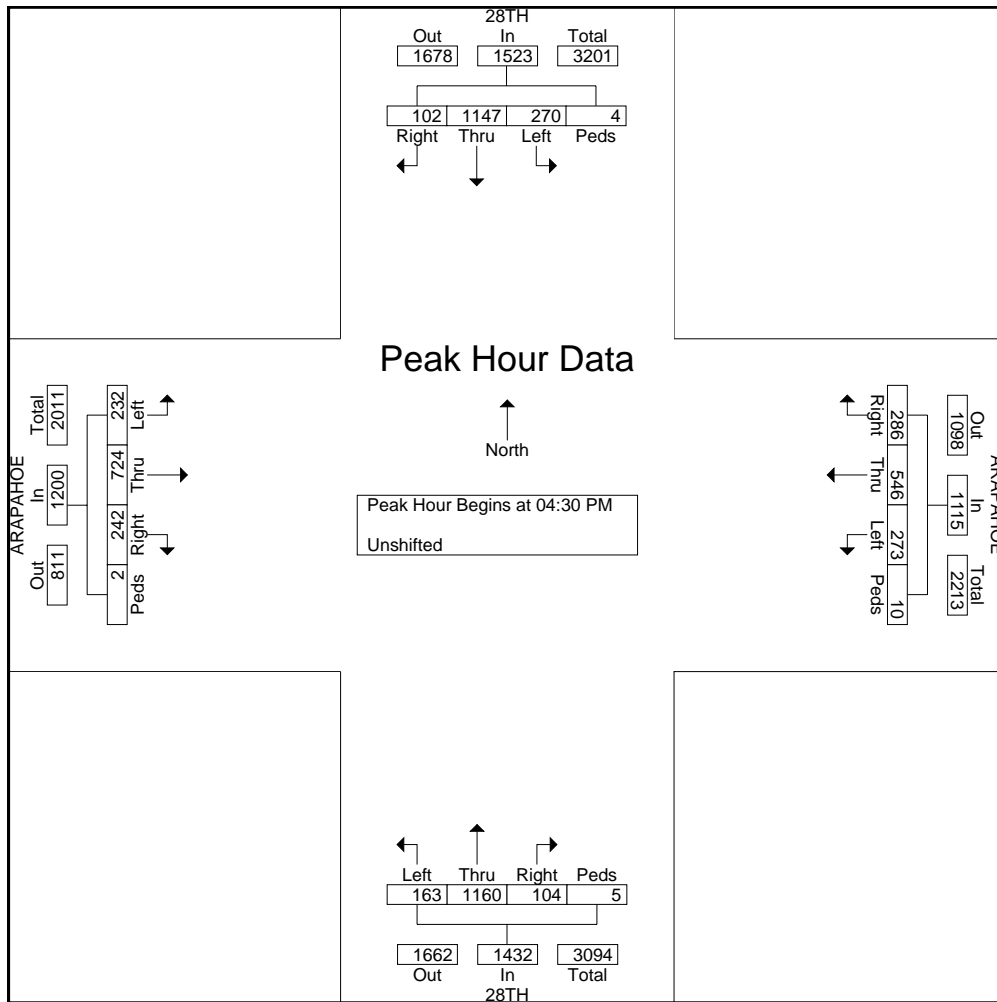 28TH
Out In Total
1678 1523 3201
102 1147 270 4
Right Thru Left Peds
Peak Hour Data
North
Peak Hour Begins at 04:30 PM
Unshifted
ARAPAHOE
Out In Total
811 1200 2011
Left Thru Right Peds
232 724 242 2
ARAPAHOE
Out In Total
1098 1115 2213
Right Thru Left Peds
286 546 273 10
Left Thru Right Peds
163 1160 104 5
1662 1432 3094
Out In Total
28TH